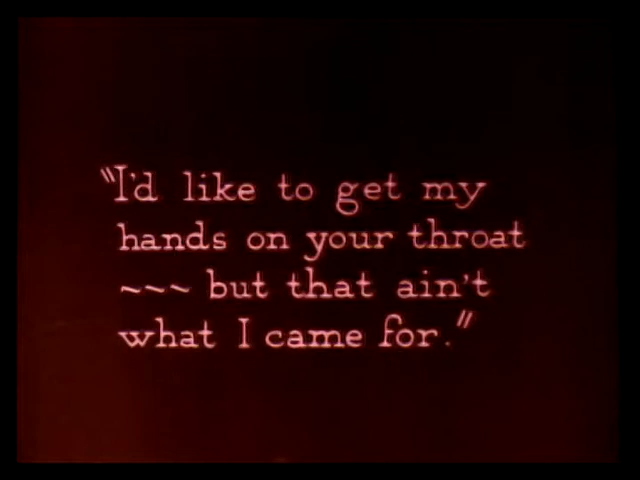 "I'd like to get my
hands on your throat
~~~ but that ain't
what I came for."